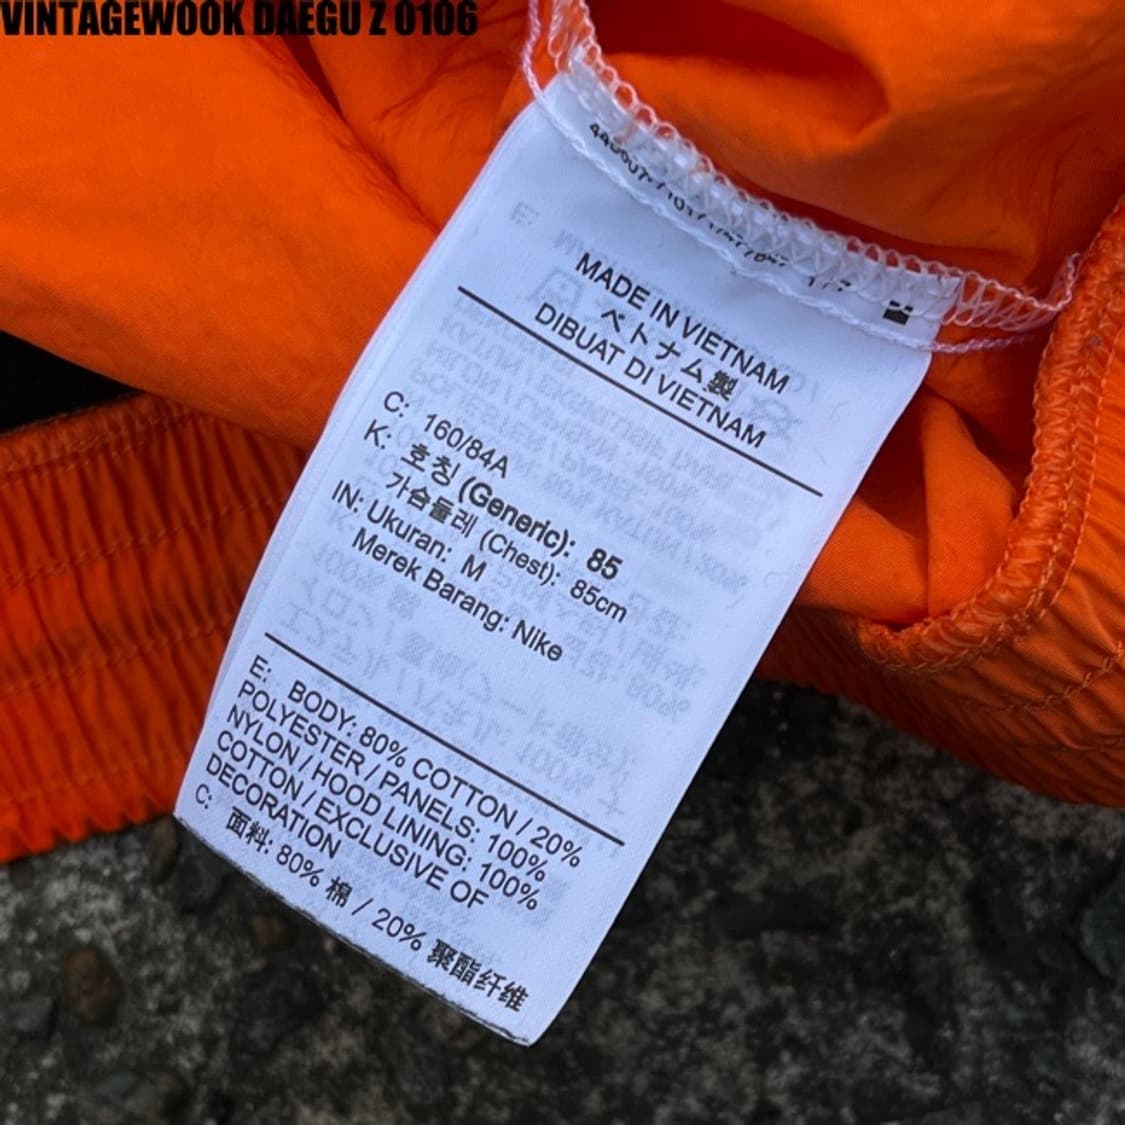 VINTAGEWOOK DAEGU Z 0106
MADE IN VIETNAM
ベトナム製
DIBUAT DI VIETNAM
C: 160/84A
K: 호칭 (Generic): 85
가슴둘레 (Chest): 85cm
IN: Ukuran: M
Merek Barang: Nike
E: BODY: 80% COTTON / 20%
POLYESTER / PANELS: 100%
NYLON / HOOD LINING: 100%
COTTON / EXCLUSIVE OF
DECORATION
C: 面料: 80% 棉 / 20% 聚酯纤维